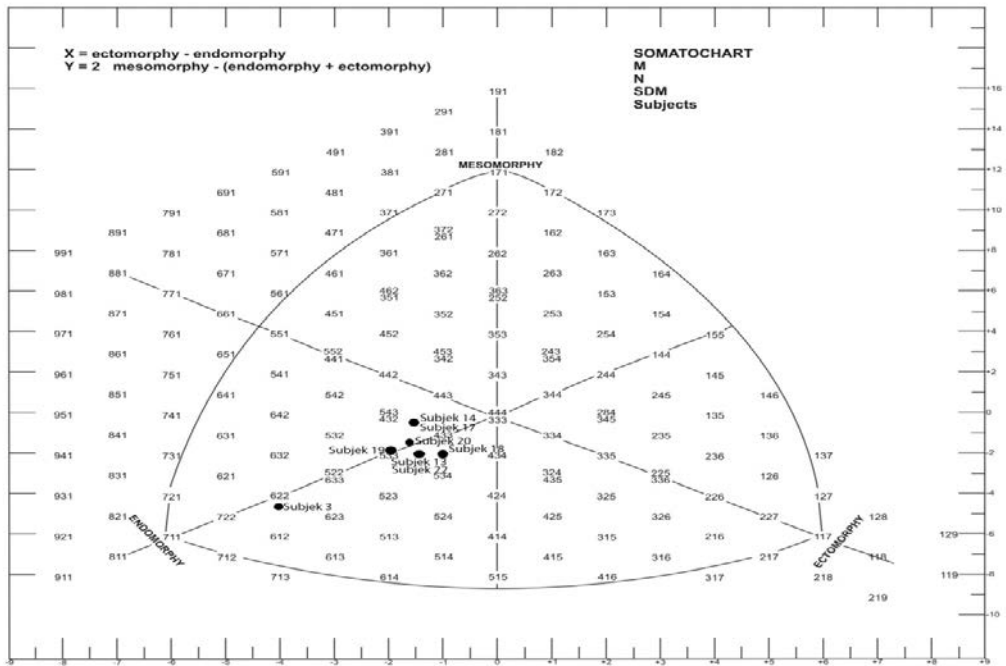 X = ectomorphy - endomorphy
Y = 2 mesomorphy - (endomorphy + ectomorphy)
SOMATOCHART
M
N
SDM
Subjects
191 +16
291
391 181 +14
491 281 182
MESOMORPHY
591 381 171 +12
691 481 271 172
791 581 371 272 173 +10
891 681 471 372 162
261
991 781 571 361 262 163 +8
881 671 461 362 263 164
981 771 561 462 363 153 +6
351 252
871 661 451 352 253 154
971 761 551 452 353 254 155 +4
861 651 552 453 243 144
441 342 354
961 751 541 442 343 244 145 +2
851 641 542 443 344 245 146
951 741 642 543 444 284 135 0
432 Subjek 14 333 345
Subjek 17
841 631 532 433 334 235 136
Subjek 20
941 731 632 Subjek 19 533 Subjek 18 434 335 236 137 -2
Subjek 13
831 621 522 Subjek 22 534 324 225 126
633 435 336
931 721 622 523 424 325 226 127 -4
Subjek 3
821 722 623 524 425 326 227 128
ENDOMORPHY
ECTOMORPHY
921 711 612 513 414 315 216 117 129 -6
811 712 613 514 415 316 217 118
911 713 614 515 416 317 218 119 -8
219
-10
-9 -8 -7 -6 -5 -4 -3 -2 -1 0 +1 +2 +3 +4 +5 +6 +7 +8